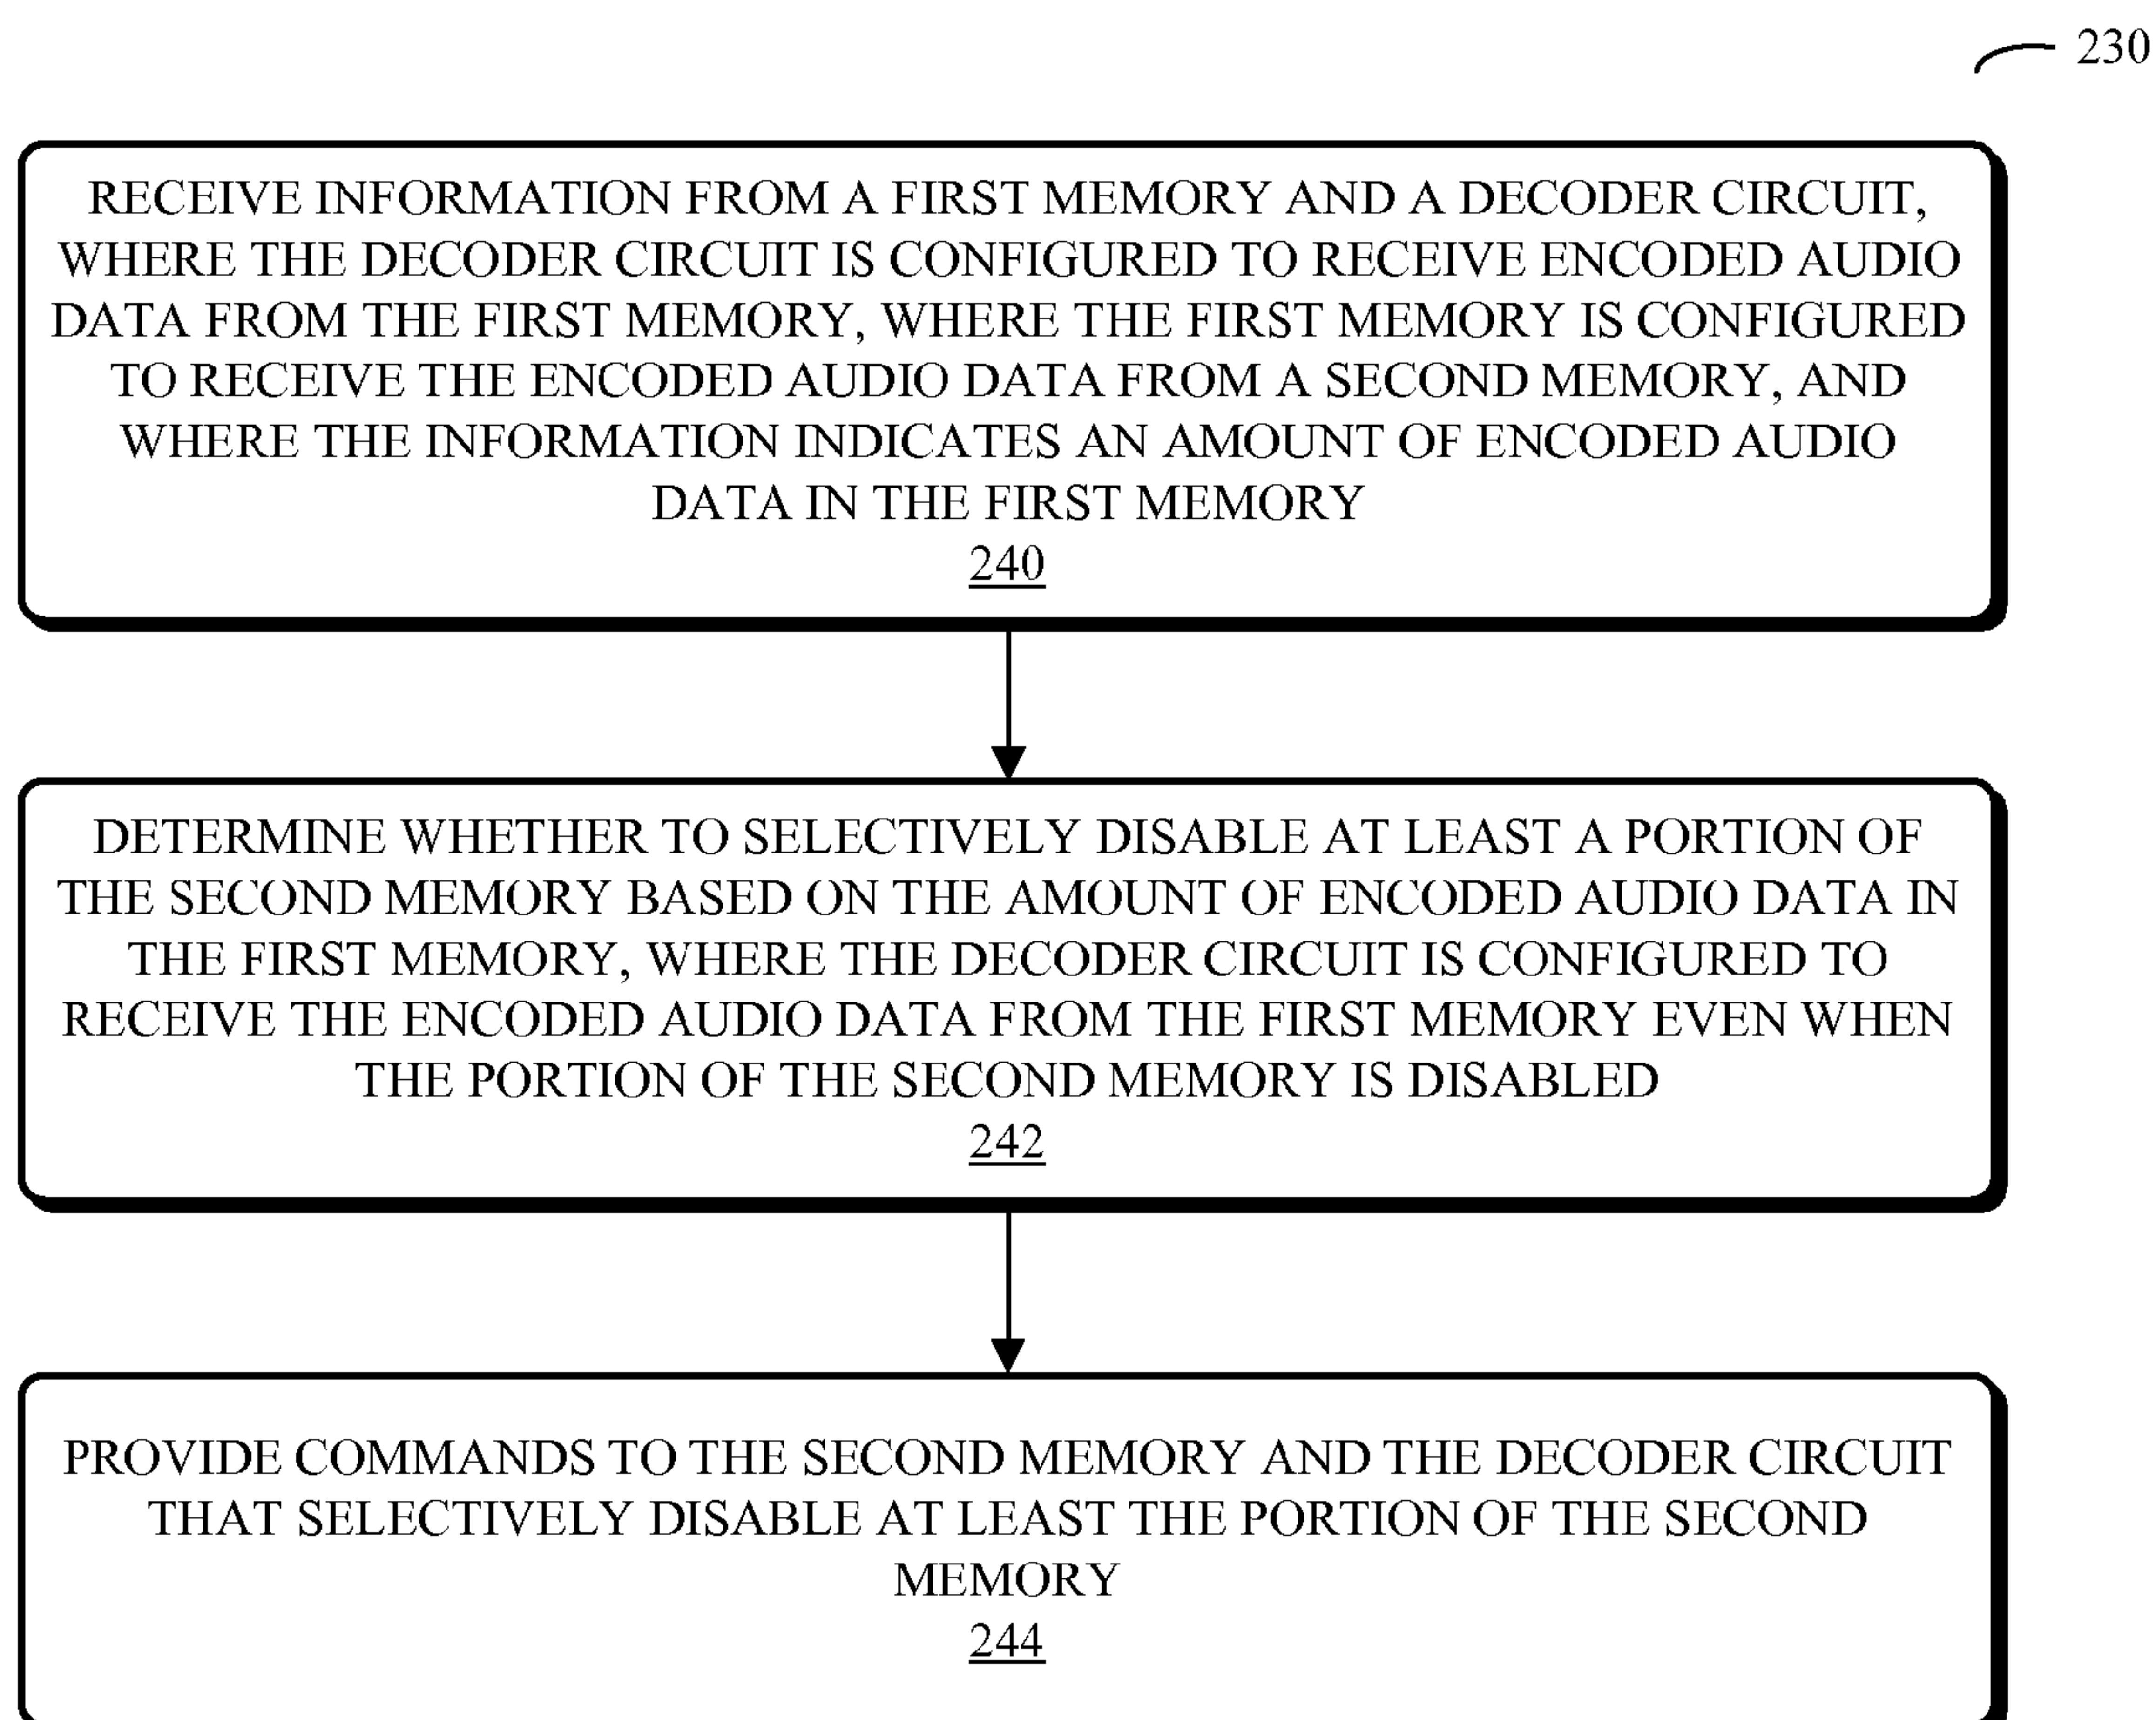 230
RECEIVE INFORMATION FROM A FIRST MEMORY AND A DECODER CIRCUIT,
WHERE THE DECODER CIRCUIT IS CONFIGURED TO RECEIVE ENCODED AUDIO
DATA FROM THE FIRST MEMORY, WHERE THE FIRST MEMORY IS CONFIGURED
TO RECEIVE THE ENCODED AUDIO DATA FROM A SECOND MEMORY, AND
WHERE THE INFORMATION INDICATES AN AMOUNT OF ENCODED AUDIO
DATA IN THE FIRST MEMORY
240
DETERMINE WHETHER TO SELECTIVELY DISABLE AT LEAST A PORTION OF
THE SECOND MEMORY BASED ON THE AMOUNT OF ENCODED AUDIO DATA IN
THE FIRST MEMORY, WHERE THE DECODER CIRCUIT IS CONFIGURED TO
RECEIVE THE ENCODED AUDIO DATA FROM THE FIRST MEMORY EVEN WHEN
THE PORTION OF THE SECOND MEMORY IS DISABLED
242
PROVIDE COMMANDS TO THE SECOND MEMORY AND THE DECODER CIRCUIT
THAT SELECTIVELY DISABLE AT LEAST THE PORTION OF THE SECOND
MEMORY
244